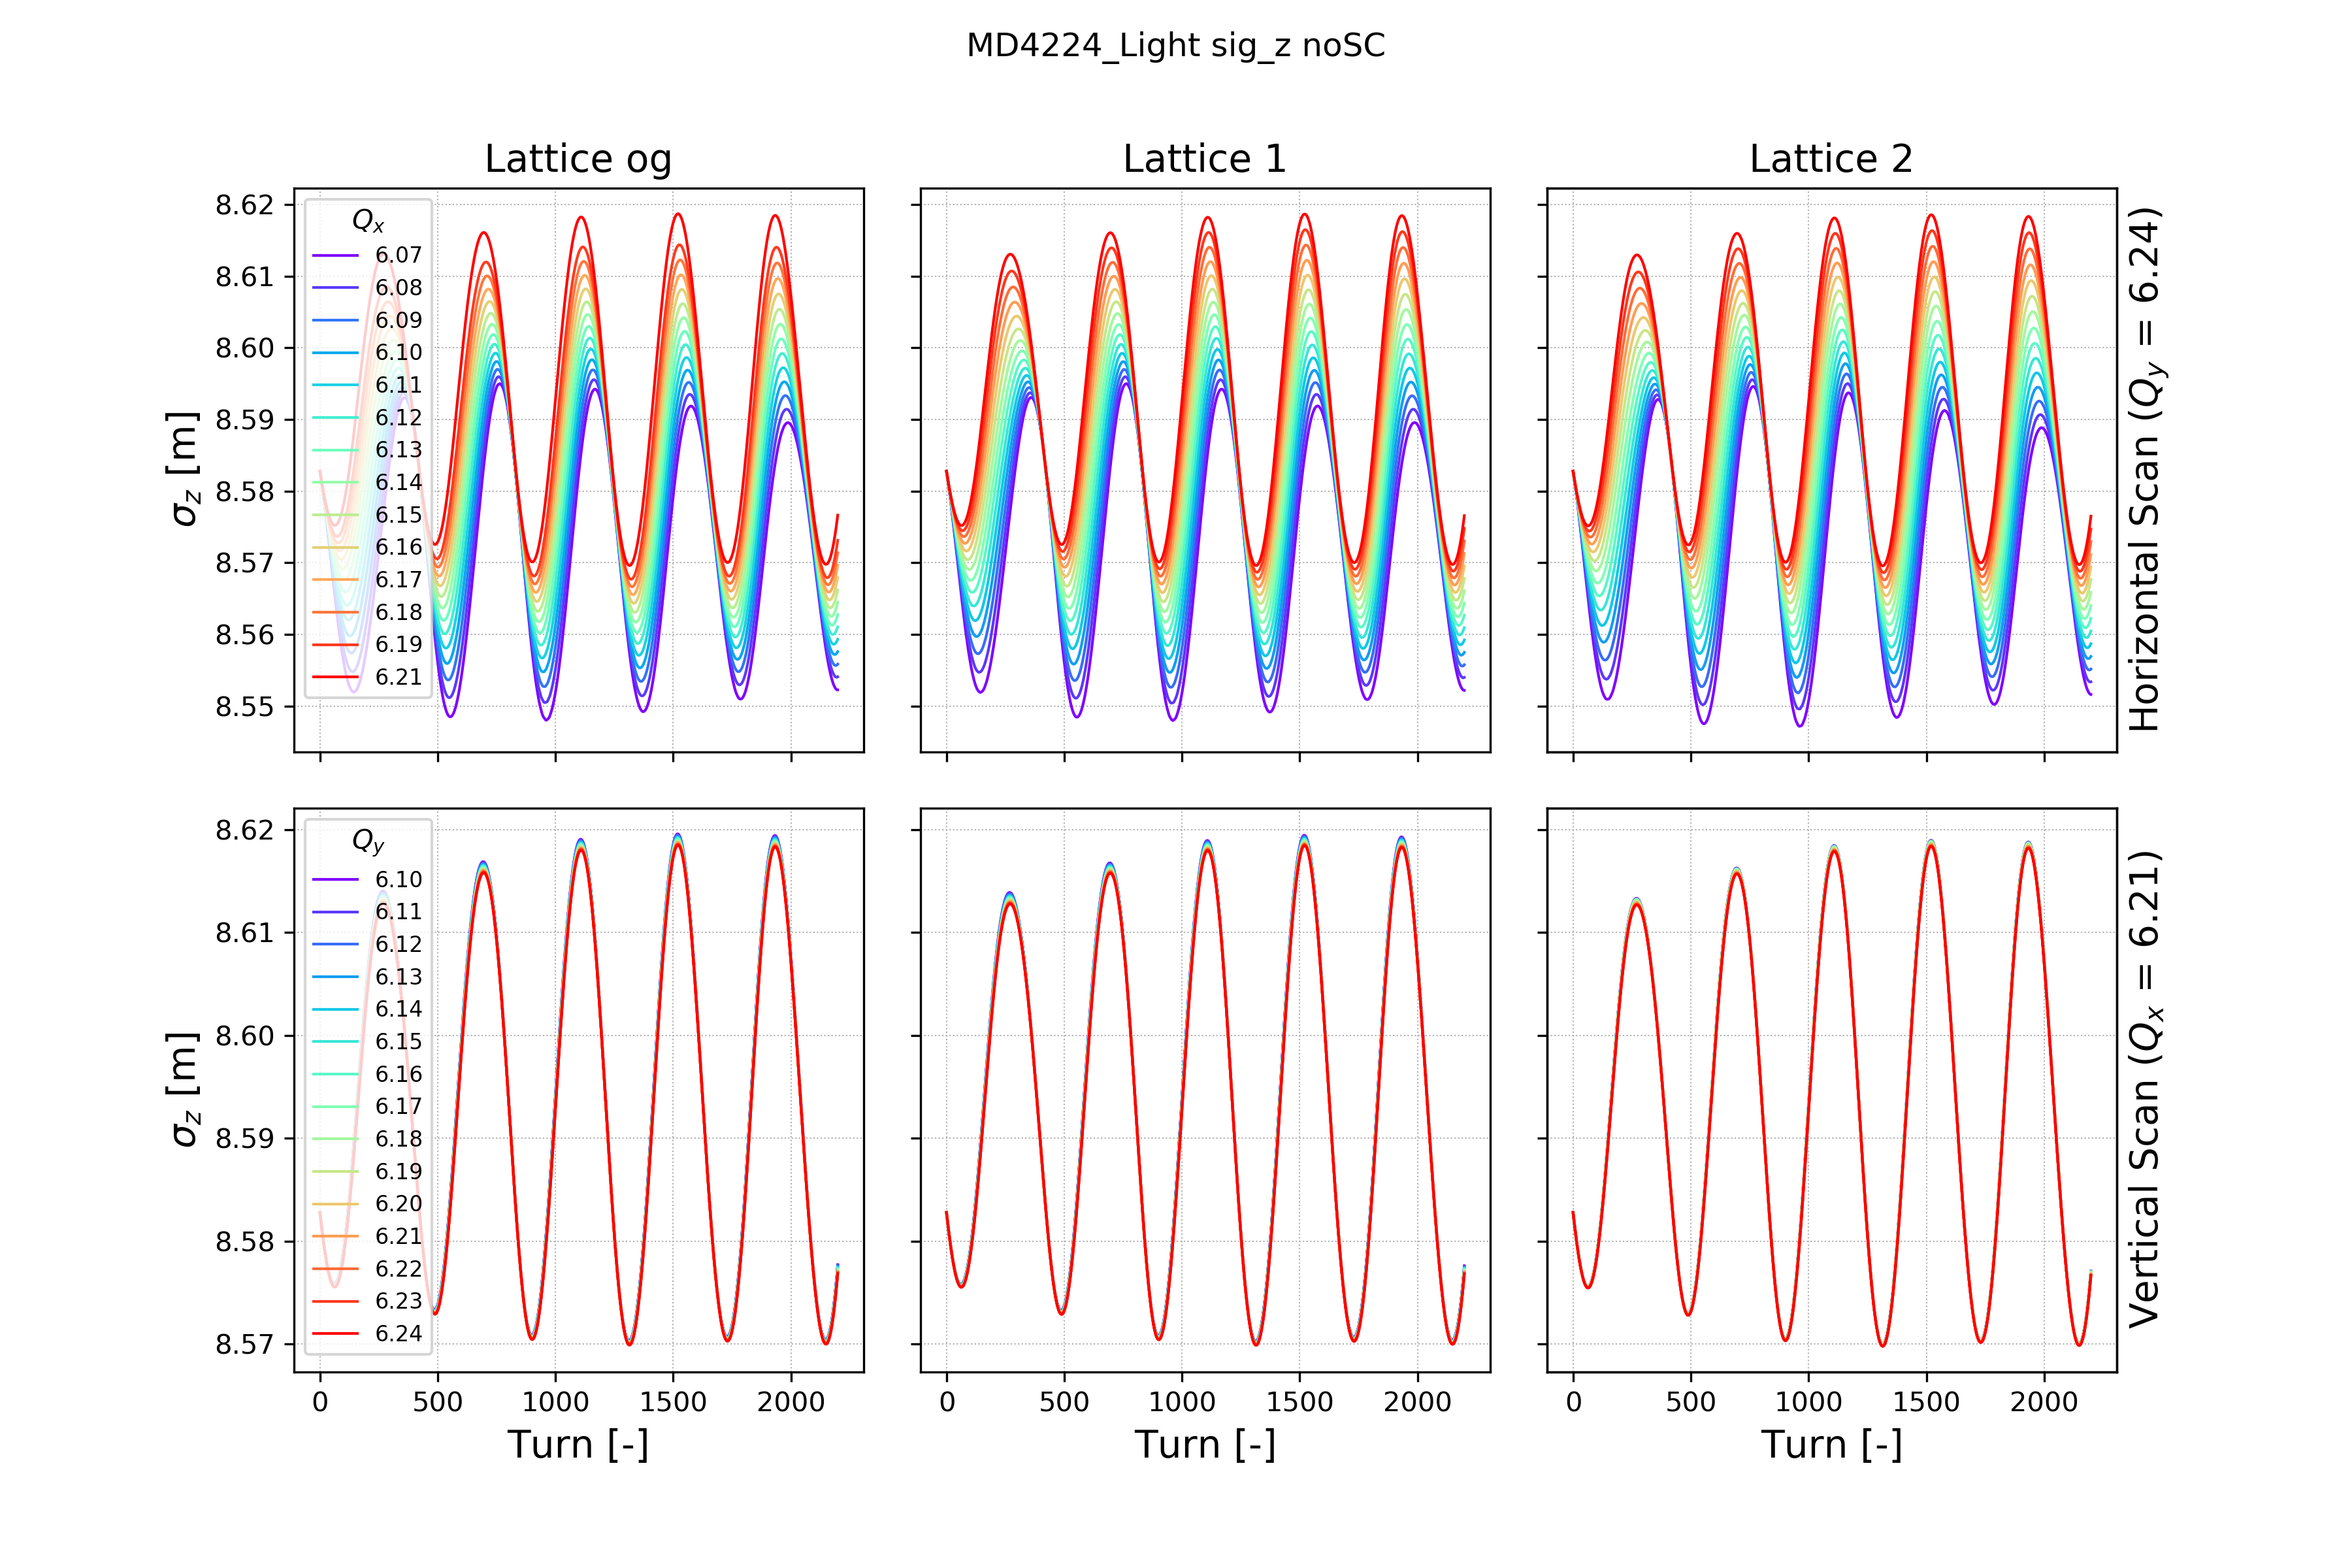 MD4224_Light sig_z noSC
Lattice og
Lattice 1
Lattice 2
8.62
8.61
8.60
8.59
8.58
8.57
8.56
8.55
σz [m]
Qx
6.07
6.08
6.09
6.10
6.11
6.12
6.13
6.14
6.15
6.16
6.17
6.18
6.19
6.21
Horizontal Scan (Qy = 6.24)
8.62
8.61
8.60
8.59
8.58
8.57
σz [m]
Qy
6.10
6.11
6.12
6.13
6.14
6.15
6.16
6.17
6.18
6.19
6.20
6.21
6.22
6.23
6.24
Vertical Scan (Qx = 6.21)
0 500 1000 1500 2000
0 500 1000 1500 2000
0 500 1000 1500 2000
Turn [-]
Turn [-]
Turn [-]